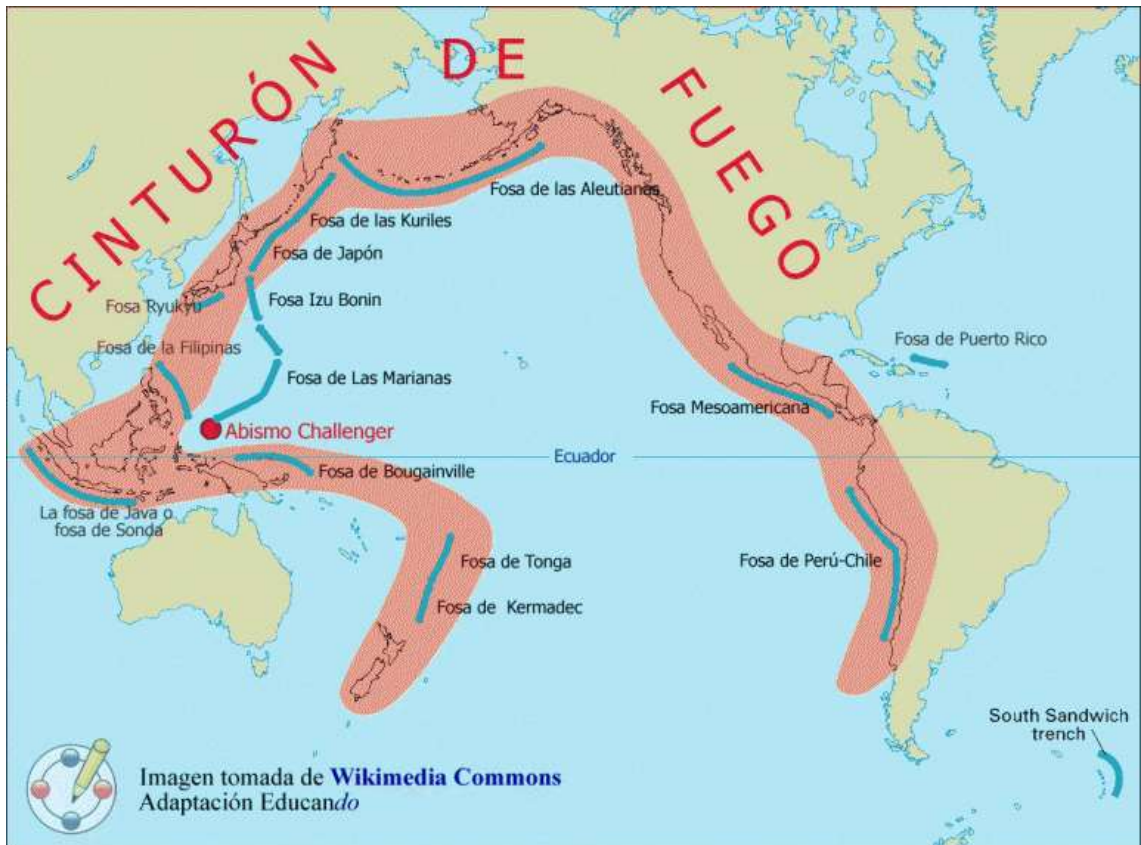 CINTURÓN DE FUEGO
Fosa de las Aleutianas
Fosa de las Kuriles
Fosa de Japón
Fosa Izu Bonin
Fosa Ryukyu
Fosa de la Filipinas
Fosa de Las Marianas
Abismo Challenger
Fosa de Puerto Rico
Fosa Mesoamericana
Ecuador
Fosa de Bougainville
La fosa de Java o
fosa de Sonda
Fosa de Tonga
Fosa de Kermadec
Fosa de Perú-Chile
South Sandwich
trench
Imagen tomada de Wikimedia Commons
Adaptación Educando